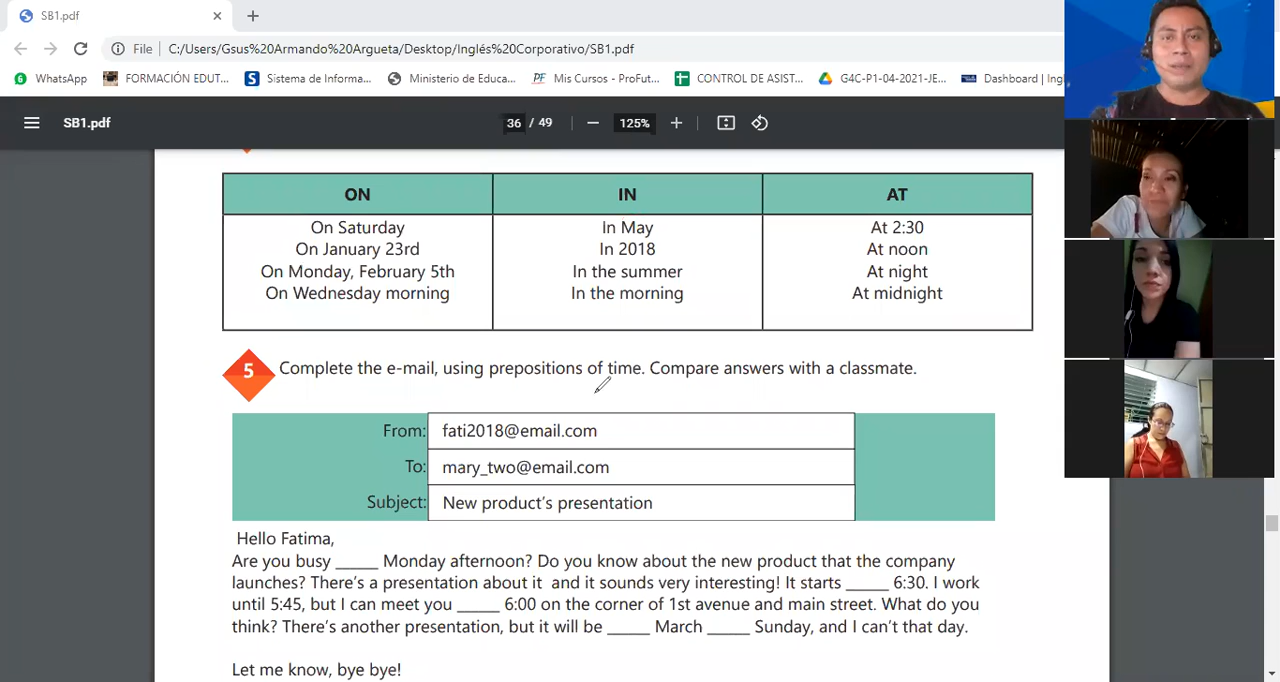 SB1.pdf
File C:/Users/Gsus%20Armando%20Argueta/Desktop/Inglés%20Corporativo/SB1.pdf
WhatsApp FORMACIÓN EDUT... Sistema de Informa... Ministerio de Educa... Mis Cursos - ProFut... CONTROL DE ASIST... G4C-P1-04-2021-JE... Dashboard | Ing
SB1.pdf 36 / 49 125%
ON IN AT
On Saturday In May At 2:30
On January 23rd In 2018 At noon
On Monday, February 5th In the summer At night
On Wednesday morning In the morning At midnight
5 Complete the e-mail, using prepositions of time. Compare answers with a classmate.
From: fati2018@email.com
To: mary_two@email.com
Subject: New product's presentation
Hello Fatima,
Are you busy _____ Monday afternoon? Do you know about the new product that the company
launches? There's a presentation about it and it sounds very interesting! It starts _____ 6:30. I work
until 5:45, but I can meet you _____ 6:00 on the corner of 1st avenue and main street. What do you
think? There's another presentation, but it will be _____ March _____ Sunday, and I can't that day.
Let me know, bye bye!